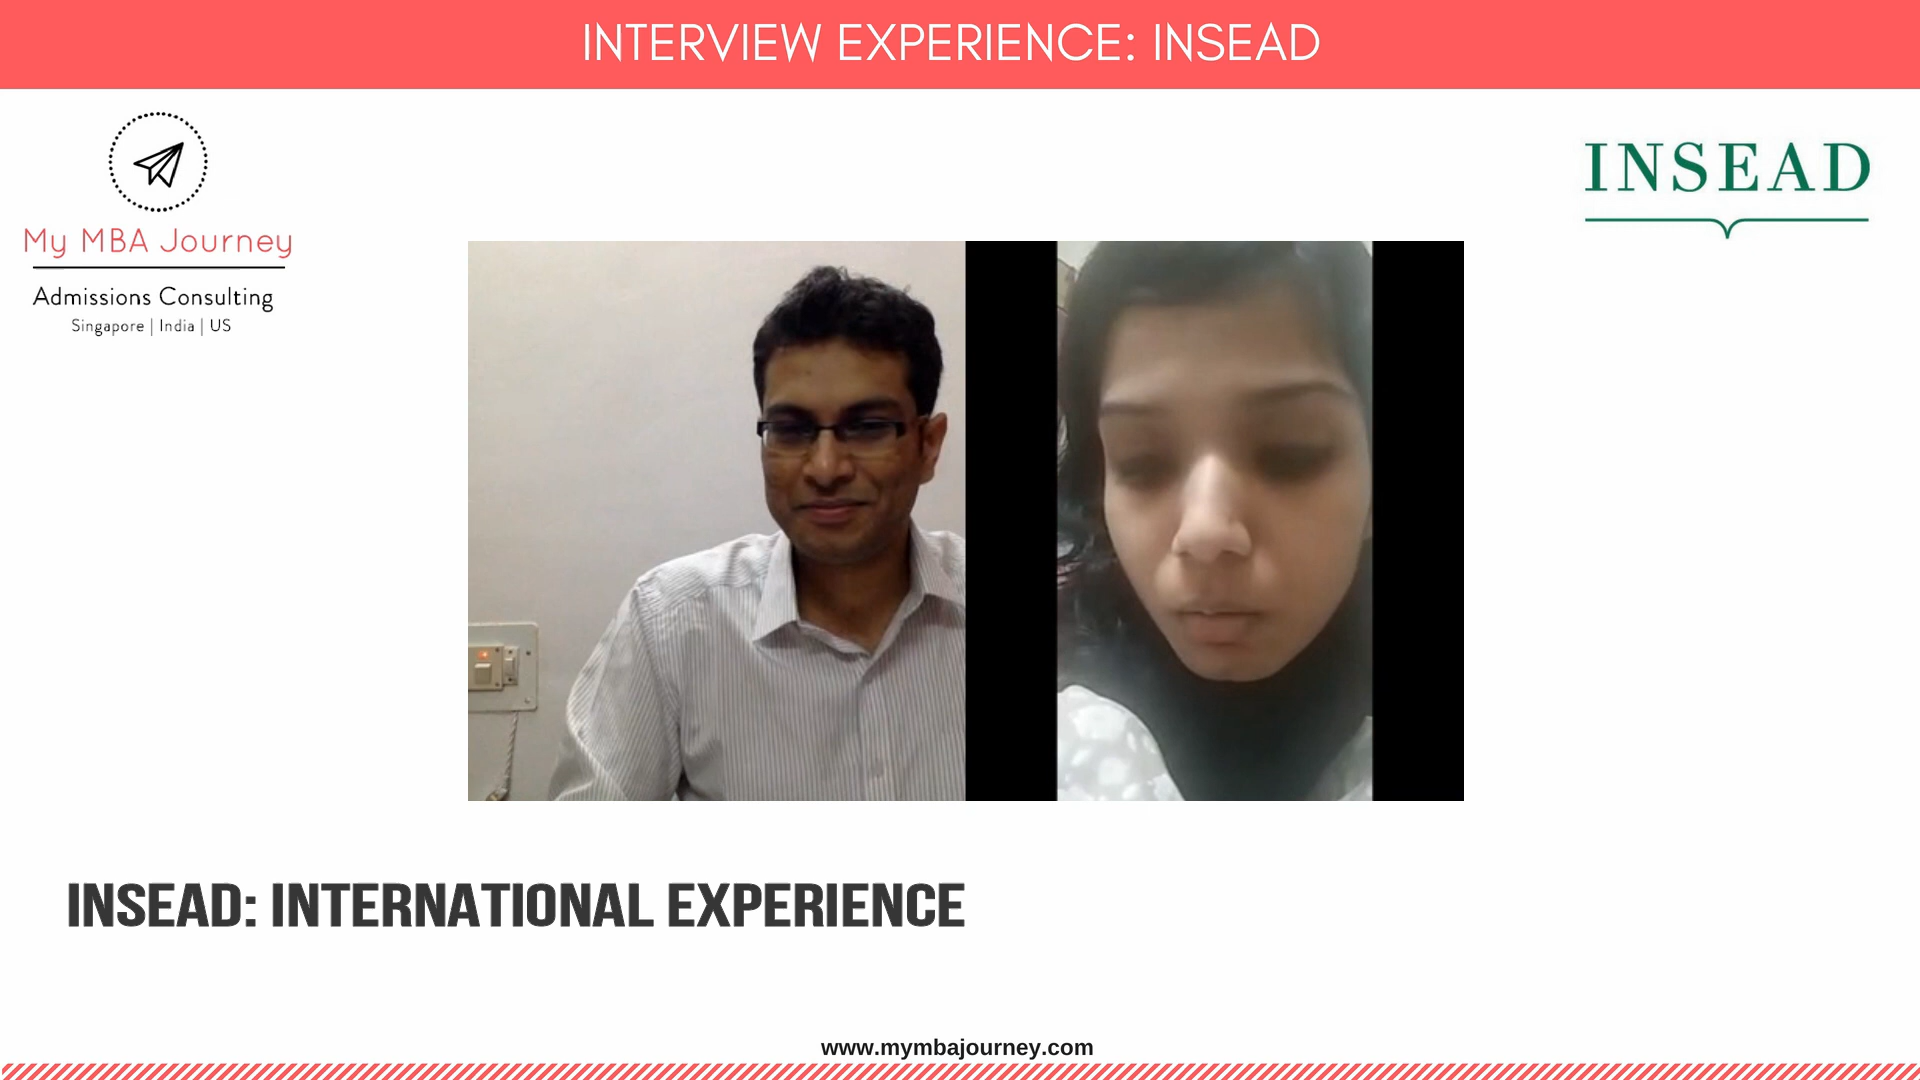 INTERVIEW EXPERIENCE: INSEAD
My MBA Journey
Admissions Consulting
Singapore | India | US
INSEAD
INSEAD: INTERNATIONAL EXPERIENCE
www.mymbajourney.com